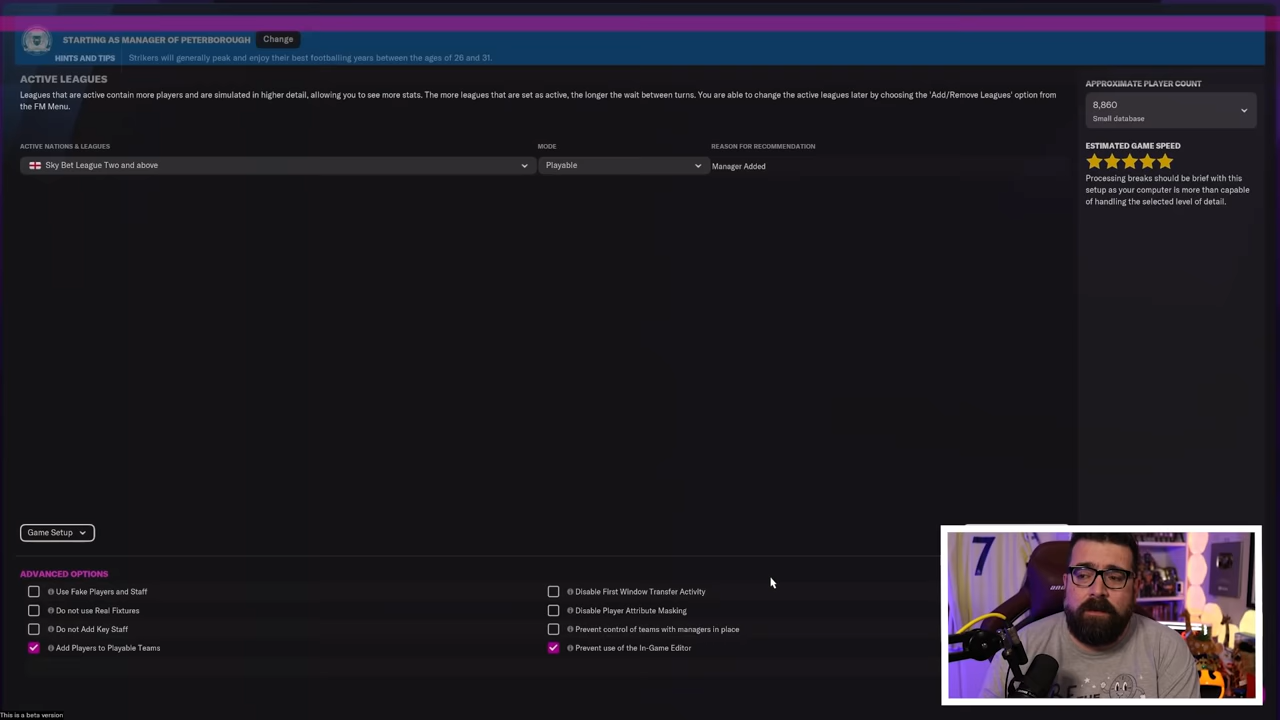 STARTING AS MANAGER OF PETERBOROUGH
Change
HINTS AND TIPS
Strikers will generally peak and enjoy their best footballing years between the ages of 26 and 31.
ACTIVE LEAGUES
Leagues that are active contain more players and are simulated in higher detail, allowing you to see more stats. The more leagues that are set as active, the longer the wait between turns. You are able to change the active leagues later by choosing the 'Add/Remove Leagues' option from
the FM Menu.
ACTIVE NATIONS & LEAGUES
MODE
REASON FOR RECOMMENDATION
Sky Bet League Two and above
Playable
Manager Added
APPROXIMATE PLAYER COUNT
8,860
Small database
ESTIMATED GAME SPEED
Processing breaks should be brief with this
setup as your computer is more than capable
of handling the selected level of detail.
Game Setup
ADVANCED OPTIONS
Use Fake Players and Staff
Do not use Real Fixtures
Do not Add Key Staff
Add Players to Playable Teams
Disable First Window Transfer Activity
Disable Player Attribute Masking
Prevent control of teams with managers in place
Prevent use of the In-Game Editor
7
This is a beta version